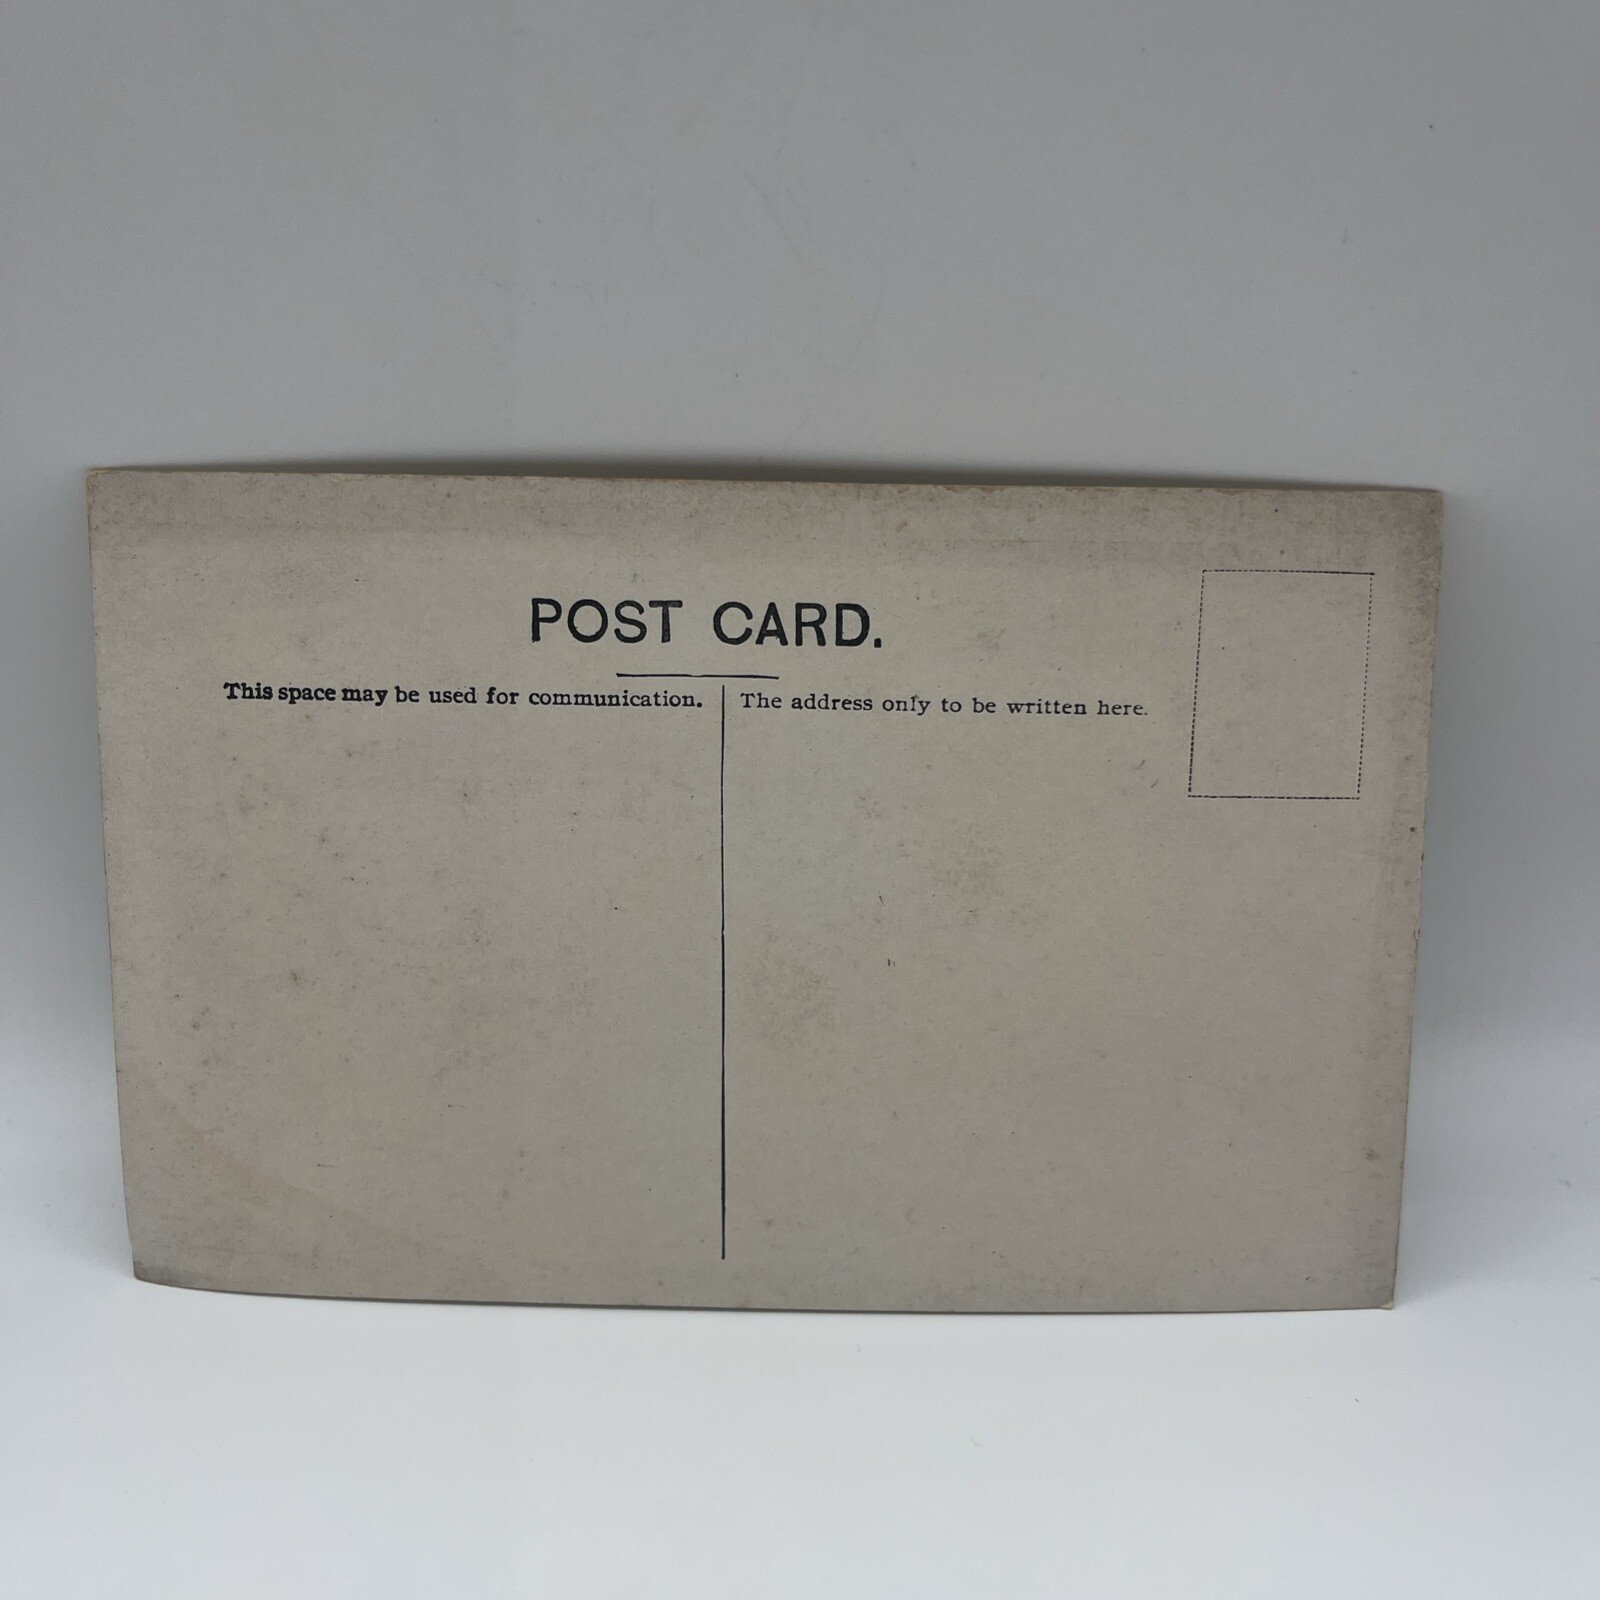 POST CARD.
This space may be used for communication.
The address only to be written here.